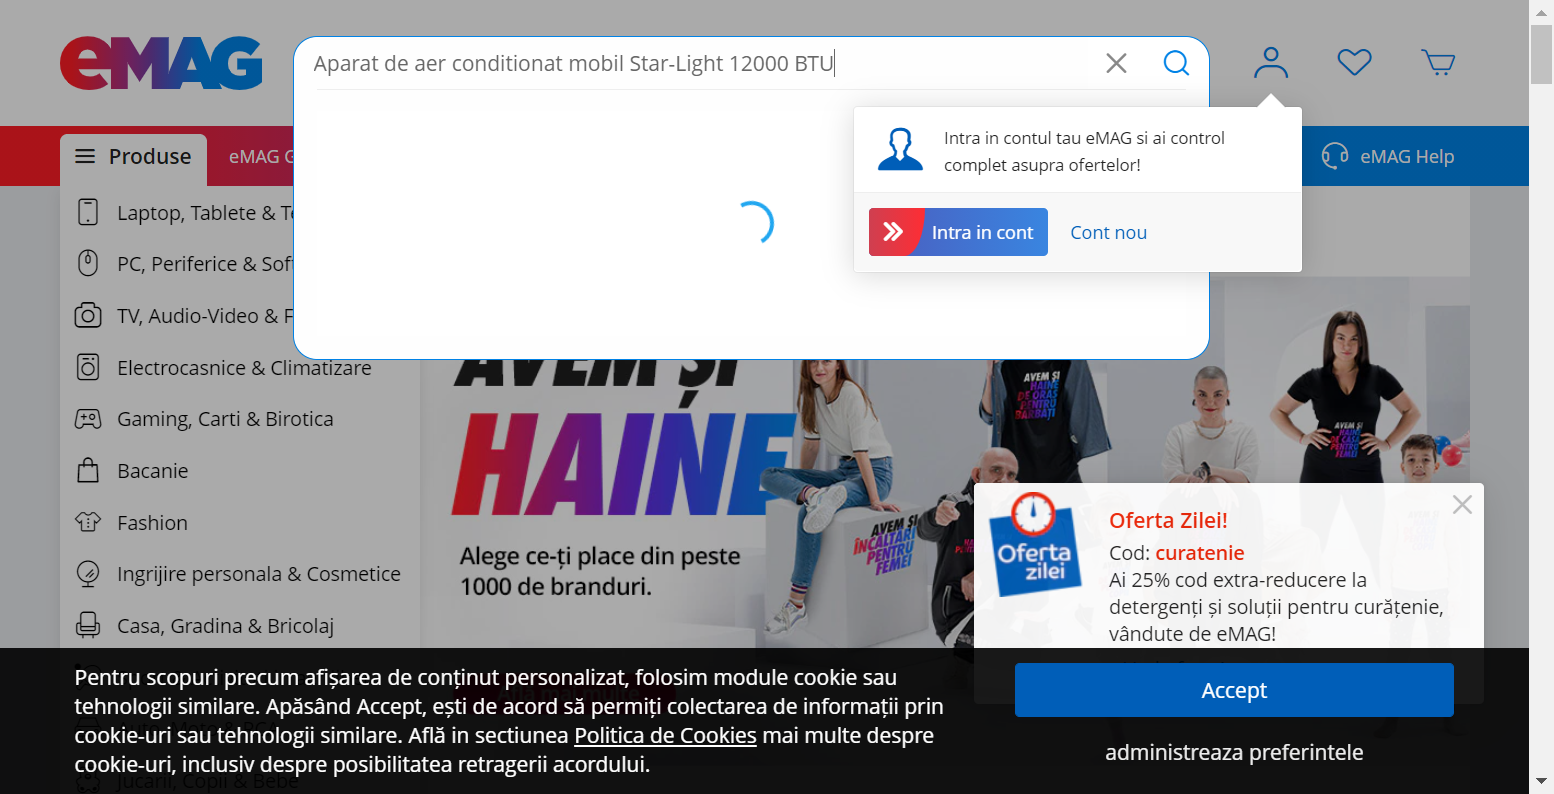 eMAG
Aparat de aer conditionat mobil Star-Light 12000 BTU
Intra in contul tau eMAG si ai control
complet asupra ofertelor!
Intra in cont
Cont nou
Produse
eMAG G
eMAG Help
Laptop, Tablete & Te
PC, Periferice & Soft
TV, Audio-Video & F
Electrocasnice & Climatizare
Gaming, Carti & Birotica
Bacanie
Fashion
Ingrijire personala & Cosmetice
Casa, Gradina & Bricolaj
AVEM ȘI
HAINE
Alege ce-ți place din peste
1000 de branduri.
AVEM ȘI
HAINE
DE ORAS
PENTRU
BĂRBAȚI
AVEM ȘI
HAINE
DE CASĂ
PENTRU
FEMEI
AVEM ȘI
ÎNCĂLȚĂRI
PENTRU
FEMEI
Oferta
zilei
Oferta Zilei!
Cod: curatenie
Ai 25% cod extra-reducere la
detergenți și soluții pentru curățenie,
vândute de eMAG!
Află mai multe
Jucarii, Copii & Bebe
Pentru scopuri precum afișarea de conținut personalizat, folosim module cookie sau
tehnologii similare. Apăsând Accept, ești de acord să permiți colectarea de informații prin
cookie-uri sau tehnologii similare. Află in sectiunea Politica de Cookies mai multe despre
cookie-uri, inclusiv despre posibilitatea retragerii acordului.
Accept
administreaza preferintele